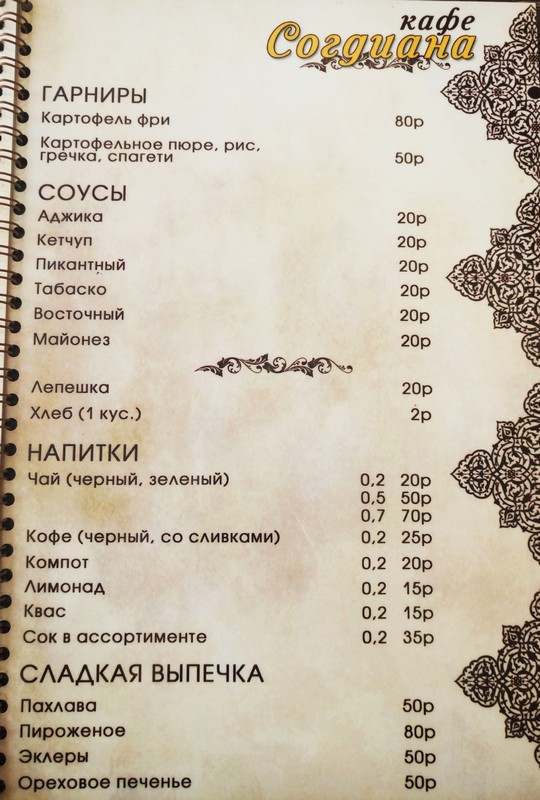 кафе
Согдиана
ГАРНИРЫ
Картофель фри 80р
Картофельное пюре, рис,
гречка, спагети 50р
СОУСЫ
Аджика 20р
Кетчуп 20р
Пикантный 20р
Табаско 20р
Восточный 20р
Майонез 20р
Лепешка 20р
Хлеб (1 кус.) 2р
НАПИТКИ
Чай (черный, зеленый) 0,2 20р
0,5 50р
0,7 70р
Кофе (черный, со сливками) 0,2 25р
Компот 0,2 20р
Лимонад 0,2 15р
Квас 0,2 15р
Сок в ассортименте 0,2 35р
СЛАДКАЯ ВЫПЕЧКА
Пахлава 50р
Пироженое 80р
Эклеры 50р
Ореховое печенье 50р